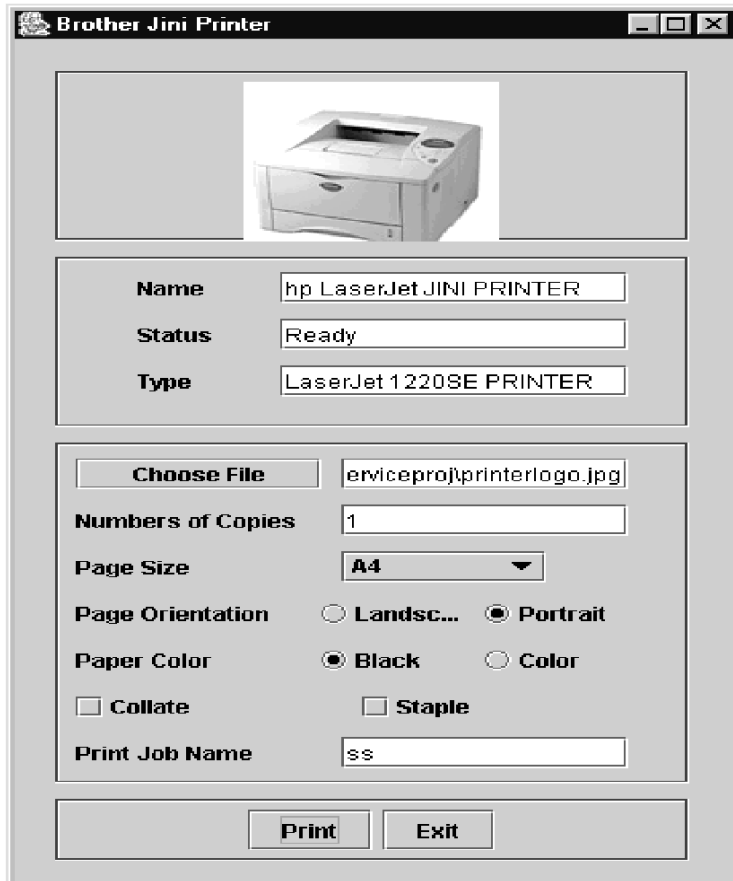 Brother Jini Printer
Name hp LaserJet JINI PRINTER
Status Ready
Type LaserJet 1220SE PRINTER
Choose File erviceproj\printerlogo.jpg
Numbers of Copies 1
Page Size A4
Page Orientation Landsc... Portrait
Paper Color Black Color
Collate Staple
Print Job Name ss
Print Exit